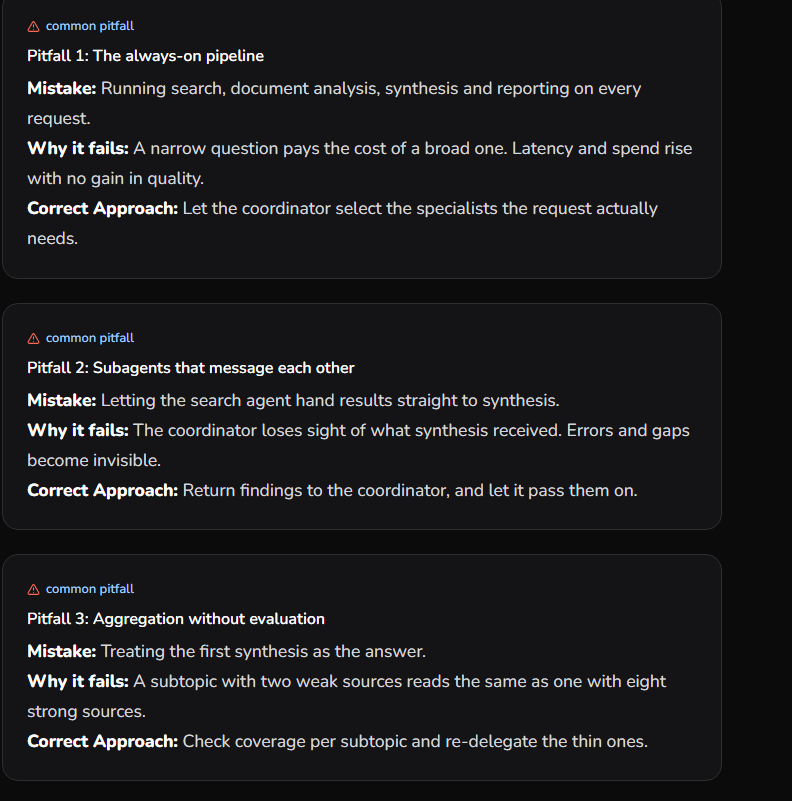 common pitfall
Pitfall 1: The always-on pipeline
Mistake: Running search, document analysis, synthesis and reporting on every
request.
Why it fails: A narrow question pays the cost of a broad one. Latency and spend rise
with no gain in quality.
Correct Approach: Let the coordinator select the specialists the request actually
needs.
common pitfall
Pitfall 2: Subagents that message each other
Mistake: Letting the search agent hand results straight to synthesis.
Why it fails: The coordinator loses sight of what synthesis received. Errors and gaps
become invisible.
Correct Approach: Return findings to the coordinator, and let it pass them on.
common pitfall
Pitfall 3: Aggregation without evaluation
Mistake: Treating the first synthesis as the answer.
Why it fails: A subtopic with two weak sources reads the same as one with eight
strong sources.
Correct Approach: Check coverage per subtopic and re-delegate the thin ones.